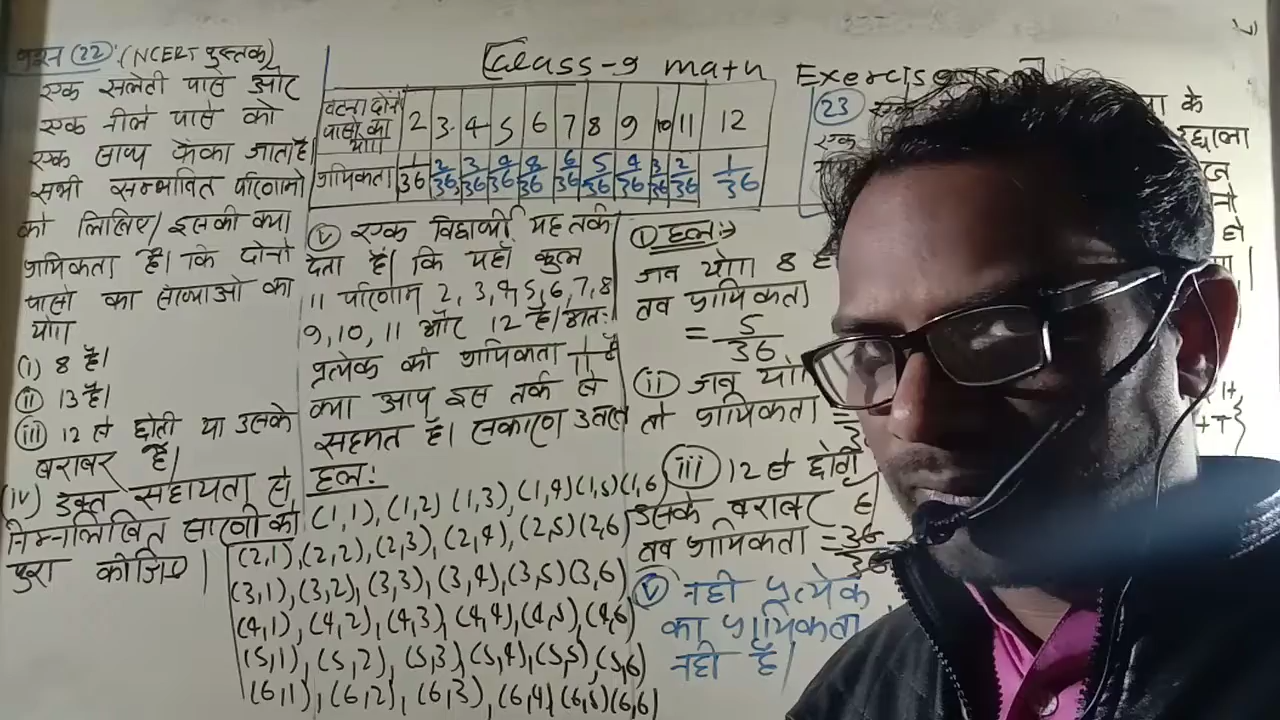 प्रश्न (22) (NCERT पुस्तक)
एक सलेटी पासे और
एक नीले पासे को
एक साथ फेंका जाता है।
सभी सम्भावित परिणामो
को लिखिए। इसकी क्या
प्रायिकता है। कि दोनो
पासो का संख्याओ का
योग
(i) 8 है।
(ii) 13 है।
(iii) 12 से छोटी या उसके
बराबर है।
(iv) उक्त सहायता से,
निम्नलिखित सारणी को
पुरा कीजिए।
[Class-9 math
घटना दोनो पासो का योग 2 3 4 5 6 7 8 9 10 11 12
प्रायिकता 1/36 2/36 3/36 4/36 8/36 6/36 5/36 4/36 3/36 2/36 1/36
(v) एक विद्यार्थी यह तर्क
देता है। कि यहाँ कुल
11 परिणाम 2, 3, 4, 5, 6, 7, 8
9, 10, 11 और 12 है। अतः
प्रत्येक की प्रायिकता 1/11 है
क्या आप इस तर्क से
सहमत है। सकारण उत्तर
हल:
(1,1), (1,2) (1,3), (1,4) (1,5) (1,6)
(2,1), (2,2), (2,3), (2,4), (2,5) (2,6)
(3,1), (3,2), (3,3), (3,4), (3,5) (3,6)
(4,1), (4,2), (4,3), (4,4), (4,5), (4,6)
(5,1), (5,2), (5,3), (5,4), (5,5), (5,6)
(6,1), (6,2), (6,3), (6,4) (6,5) (6,6)
(i) हल:→
जब योग 8 है
तब प्रायिकता
= 5/36
(ii) जब योग
तो प्रायिकता =
(iii) 12 से छोटी
उसके बराबर है
तब प्रायिकता = 36/36
(v) नही प्रत्येक
का प्रायिकता
नही है।
23
एक
के